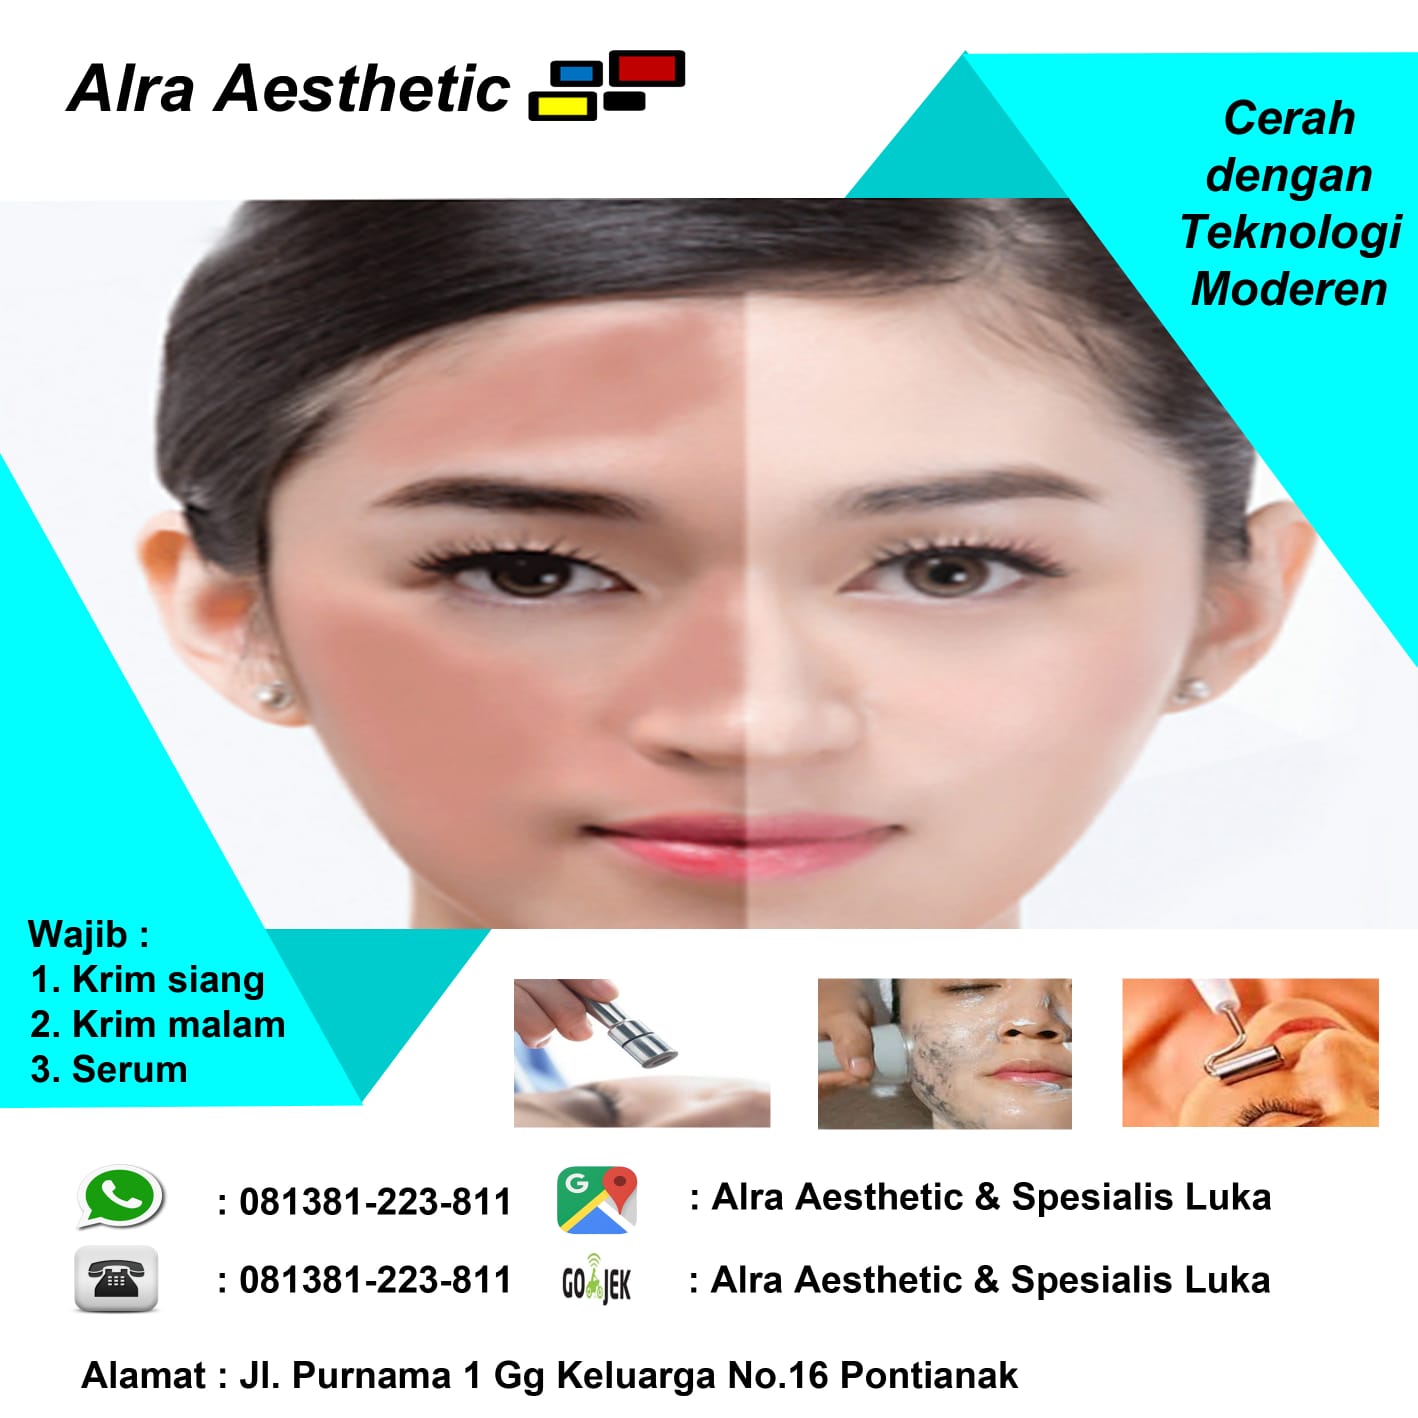 Alra Aesthetic
Cerah
dengan
Teknologi
Moderen
Wajib :
1. Krim siang
2. Krim malam
3. Serum
: 081381-223-811
G
: Alra Aesthetic & Spesialis Luka
: 081381-223-811
GOJEK
: Alra Aesthetic & Spesialis Luka
Alamat : Jl. Purnama 1 Gg Keluarga No.16 Pontianak